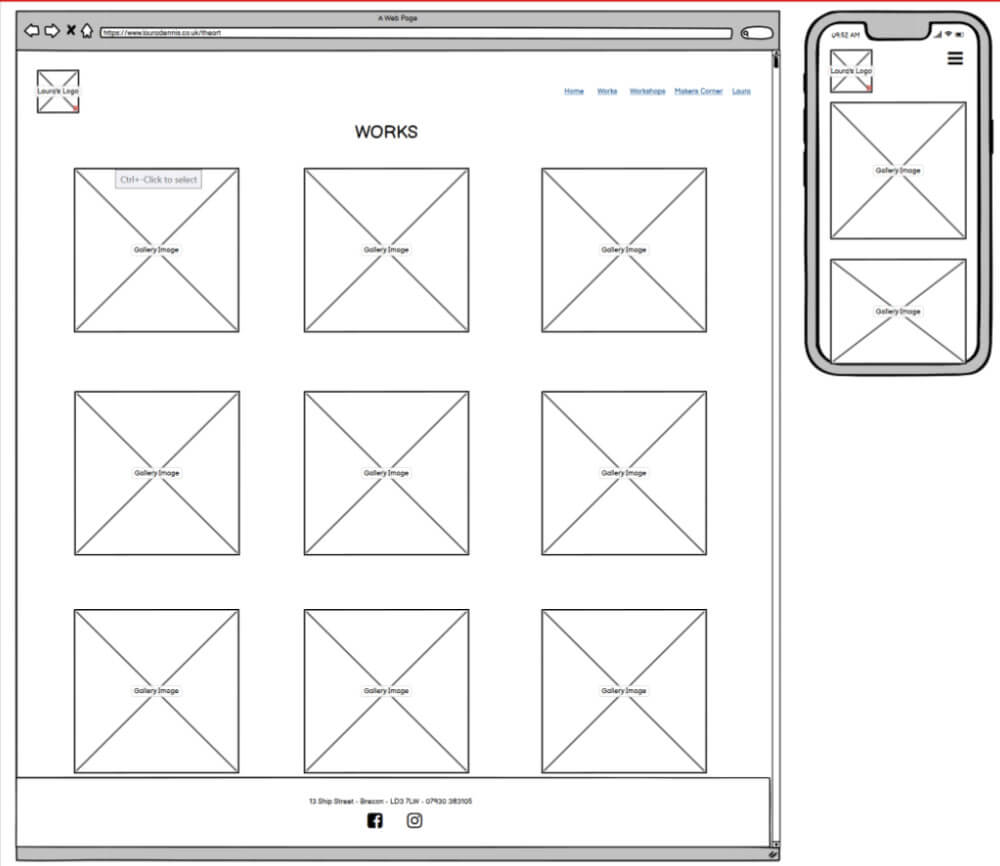 A Web Page
https://www.lauradennis.co.uk/theart
Laura's Logo
Home Works Workshops Makers Corner Laura
WORKS
Ctrl+-Click to select
Gallery Image Gallery Image Gallery Image
Gallery Image Gallery Image Gallery Image
Gallery Image Gallery Image Gallery Image
13 Ship Street - Brecon - LD3 7LW - 07930 383105
09:52 AM
Laura's Logo
Gallery Image
Gallery Image